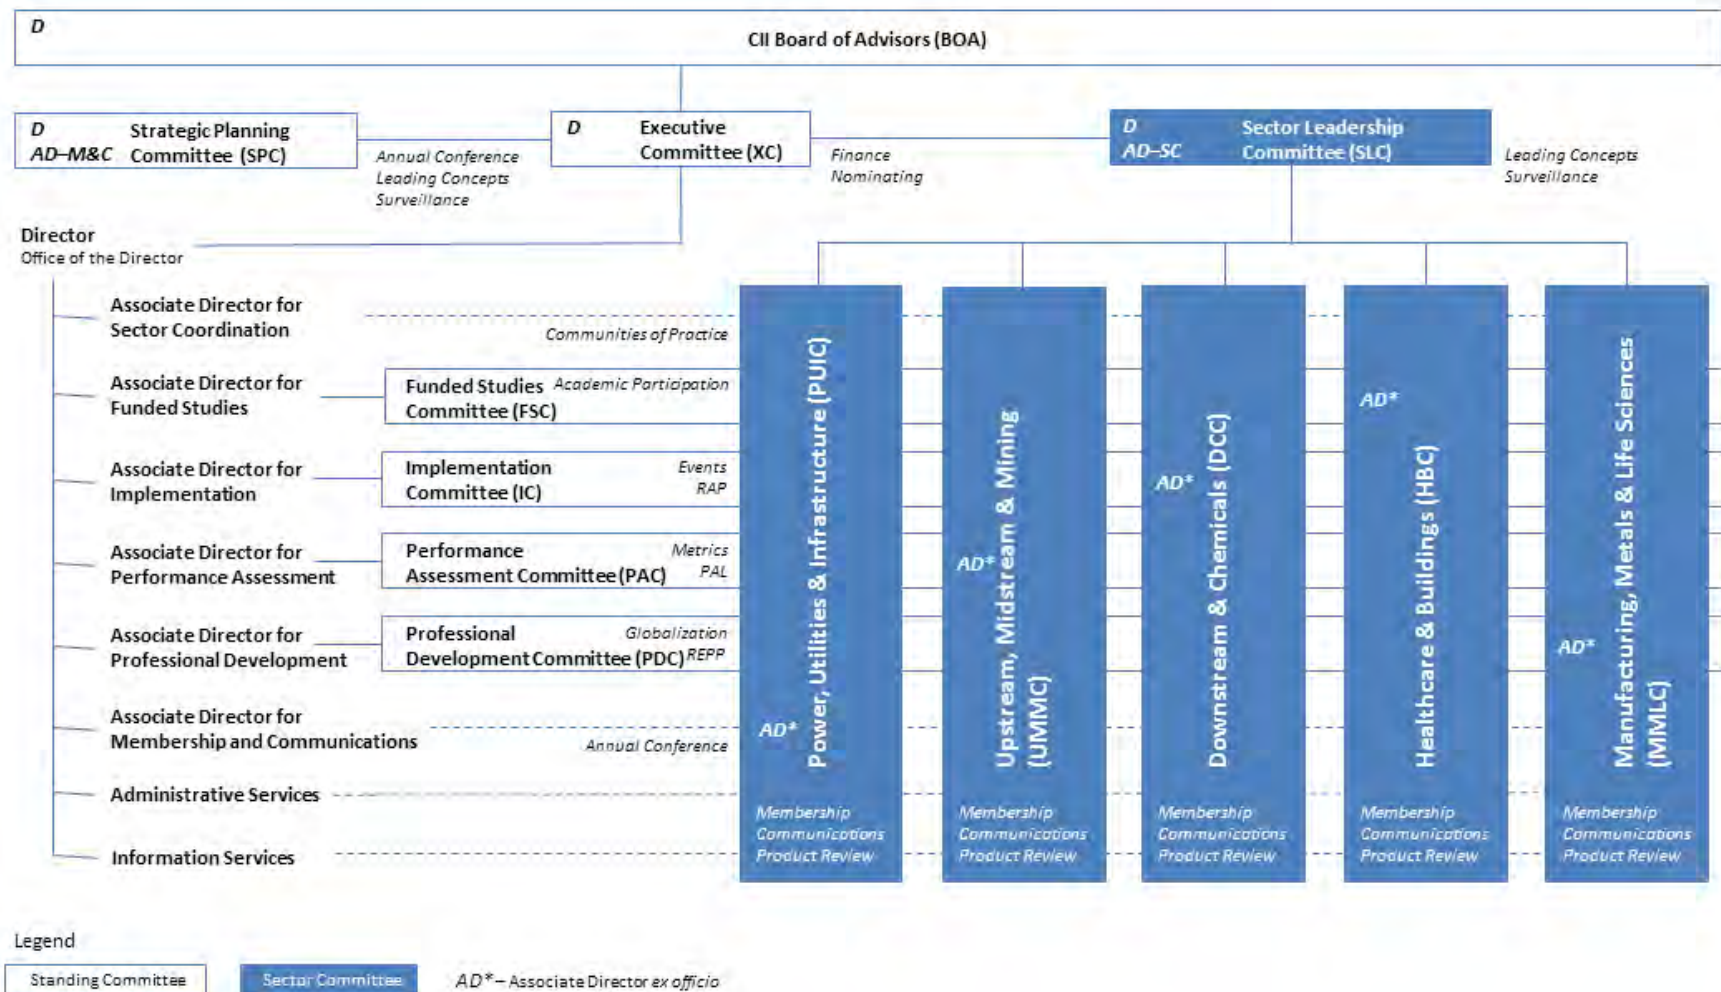 D
CII Board of Advisors (BOA)
D
AD–M&C
Strategic Planning
Committee (SPC)
Annual Conference
Leading Concepts
Surveillance
D
Executive
Committee (XC)
Finance
Nominating
D
AD–SC
Sector Leadership
Committee (SLC)
Leading Concepts
Surveillance
Director
Office of the Director
Associate Director for
Sector Coordination
Communities of Practice
Associate Director for
Funded Studies
Funded Studies
Committee (FSC)
Academic Participation
Associate Director for
Implementation
Implementation
Committee (IC)
Events
RAP
Associate Director for
Performance Assessment
Performance
Assessment Committee (PAC)
Metrics
PAL
Associate Director for
Professional Development
Professional
Development Committee (PDC)
Globalization
REPP
Associate Director for
Membership and Communications
Annual Conference
Administrative Services
Information Services
Power, Utilities & Infrastructure (PUIC)
AD*
Membership
Communications
Product Review
Upstream, Midstream & Mining
(UMMC)
AD*
Membership
Communications
Product Review
Downstream & Chemicals (DCC)
AD*
Membership
Communications
Product Review
Healthcare & Buildings (HBC)
AD*
Membership
Communications
Product Review
Manufacturing, Metals & Life Sciences
(MMLC)
AD*
Membership
Communications
Product Review
Legend
Standing Committee
Sector Committee
AD* – Associate Director ex officio